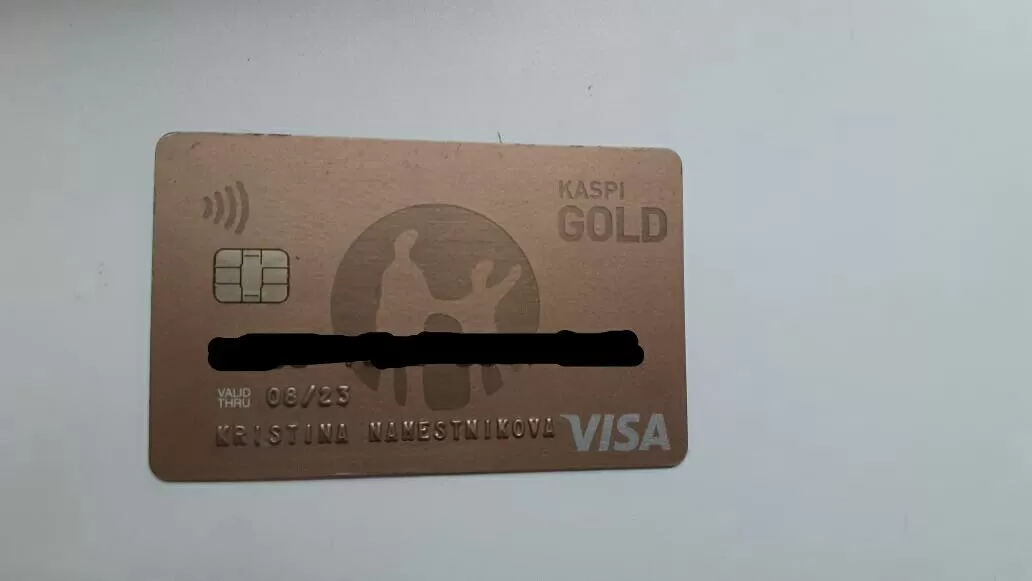 KASPI
GOLD
VALID
THRU 08/23
KRISTINA NAMESTNIKOVA
VISA